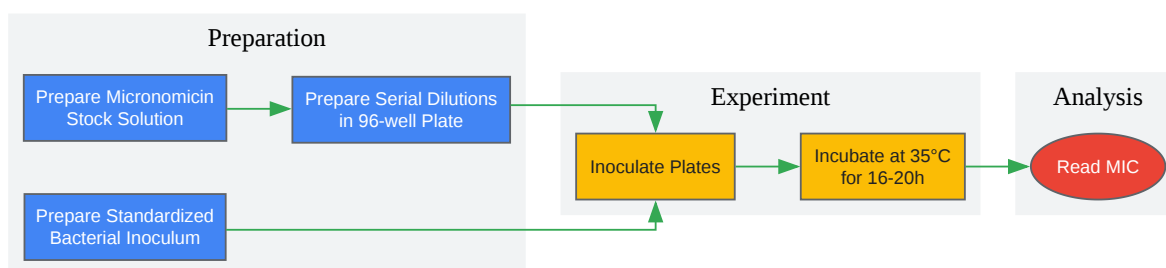 Preparation
Prepare Micronomicin
Stock Solution
Prepare Serial Dilutions
in 96-well Plate
Prepare Standardized
Bacterial Inoculum
Experiment
Inoculate Plates
Incubate at 35°C
for 16-20h
Analysis
Read MIC